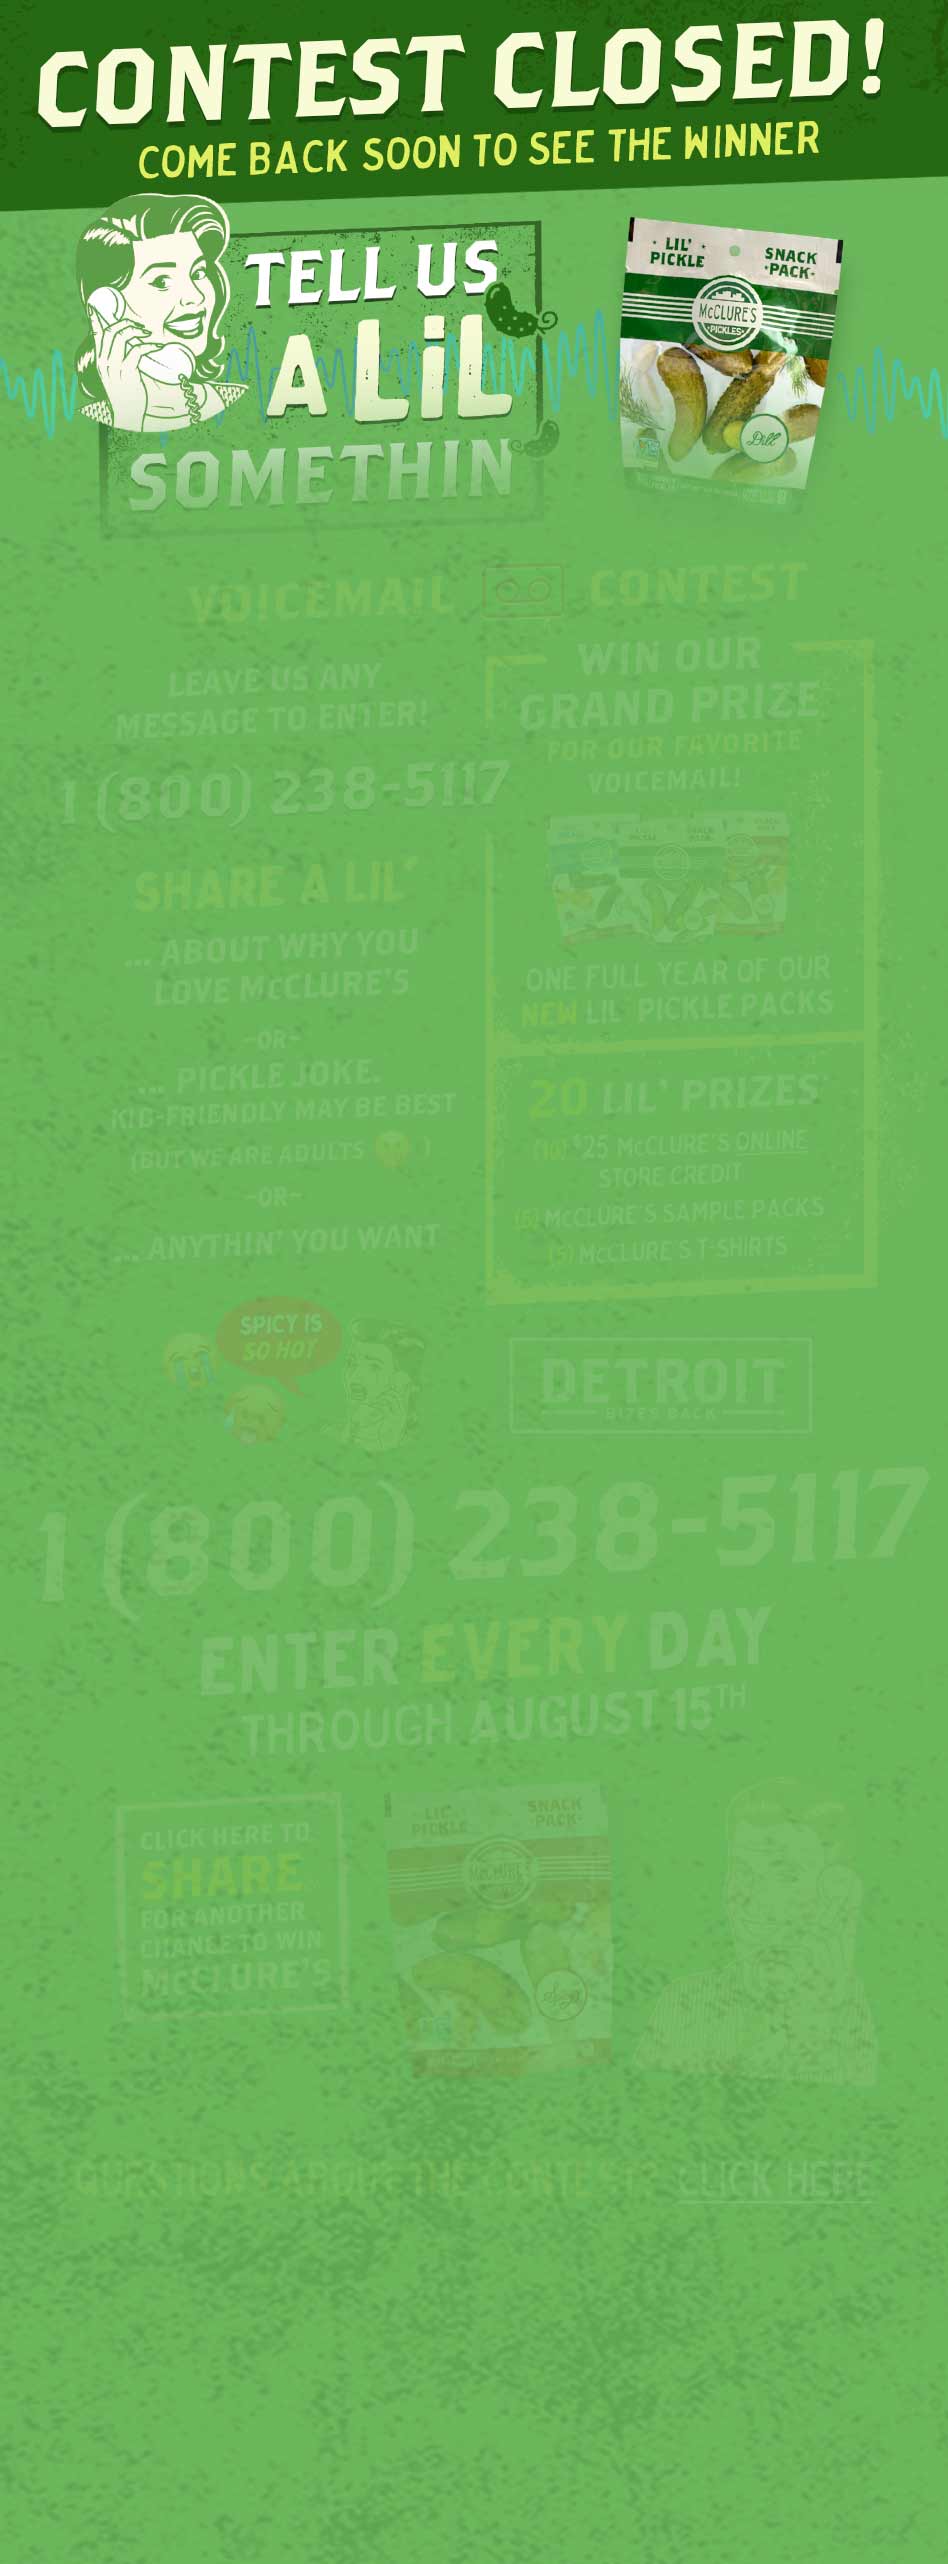 CONTEST CLOSED!
COME BACK SOON TO SEE THE WINNER
TELL US
A LiL
SOMETHIN
LIL'
PICKLE
SNACK
PACK
McCLURE'S
PICKLES
Dill
VOICEMAIL CONTEST
LEAVE US ANY
MESSAGE TO ENTER!
1 (800) 238-5117
SHARE A LIL'
... ABOUT WHY YOU
LOVE McCLURE'S
-OR-
... PICKLE JOKE.
KID-FRIENDLY MAY BE BEST
(BUT WE ARE ADULTS )
-OR-
... ANYTHIN' YOU WANT
WIN OUR
GRAND PRIZE
FOR OUR FAVORITE
VOICEMAIL!
ONE FULL YEAR OF OUR
NEW LIL' PICKLE PACKS
20 LIL' PRIZES
(10) $25 McCLURE'S ONLINE
STORE CREDIT
(5) McCLURE'S SAMPLE PACKS
(5) McCLURE'S T-SHIRTS
SPICY IS
SO HOT
DETROIT
BITES BACK
1 (800) 238-5117
ENTER EVERY DAY
THROUGH AUGUST 15TH
CLICK HERE TO
SHARE
FOR ANOTHER
CHANCE TO WIN
McCLURE'S
LIL'
PICKLE
SNACK
PACK
McCLURE'S
Spicy
QUESTIONS ABOUT THE CONTEST? CLICK HERE